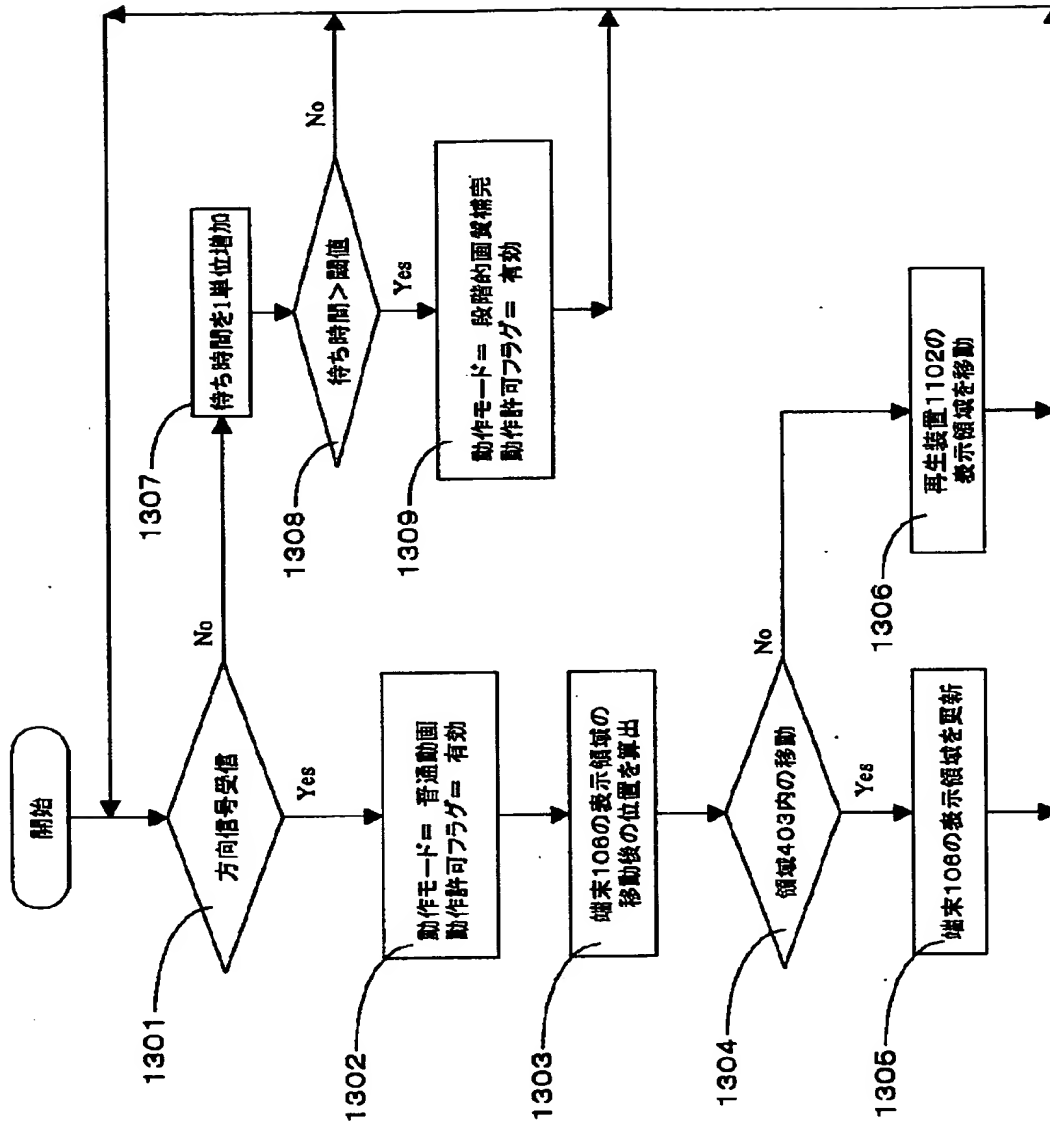 開始
1301
方向信号受信
No
Yes
1302
動作モード= 普通動画
動作許可フラグ= 有効
1303
端末106の表示領域の
移動後の位置を算出
1304
領域403内の移動
No
Yes
1305
端末106の表示領域を更新
1306
再生装置1102の
表示領域を移動
1307
待ち時間を1単位増加
1308
待ち時間>閾値
No
Yes
1309
動作モード= 段階的画質補完
動作許可フラグ= 有効